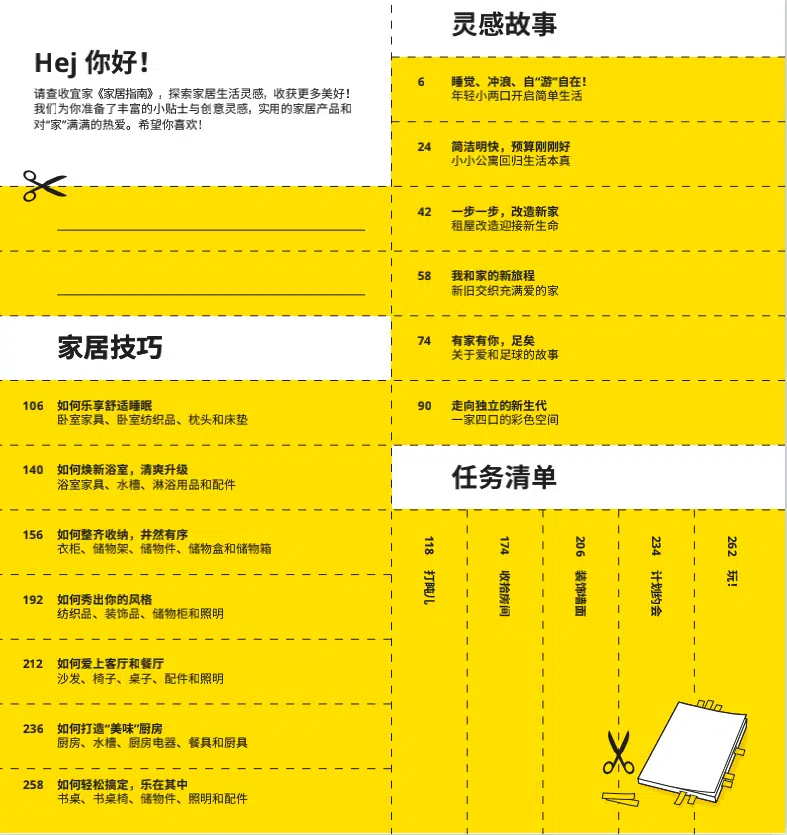 Hej 你好！
请查收宜家《家居指南》，探索家居生活灵感，收获更多美好！
我们为你准备了丰富的小贴士与创意灵感，实用的家居产品和
对“家”满满的热爱。希望你喜欢！
家居技巧
106 如何乐享舒适睡眠
卧室家具、卧室纺织品、枕头和床垫
140 如何焕新浴室，清爽升级
浴室家具、水槽、淋浴用品和配件
156 如何整齐收纳，井然有序
衣柜、储物架、储物件、储物盒和储物箱
192 如何秀出你的风格
纺织品、装饰品、储物柜和照明
212 如何爱上客厅和餐厅
沙发、椅子、桌子、配件和照明
236 如何打造“美味”厨房
厨房、水槽、厨房电器、餐具和厨具
258 如何轻松搞定，乐在其中
书桌、书桌椅、储物件、照明和配件
灵感故事
6 睡觉、冲浪、自“游”自在！
年轻小两口开启简单生活
24 简洁明快，预算刚刚好
小小公寓回归生活本真
42 一步一步，改造新家
租屋改造迎接新生命
58 我和家的新旅程
新旧交织充满爱的家
74 有家有你，足矣
关于爱和足球的故事
90 走向独立的新生代
一家四口的彩色空间
任务清单
118 打盹儿
174 收拾房间
206 装饰墙面
234 计划约会
262 玩！